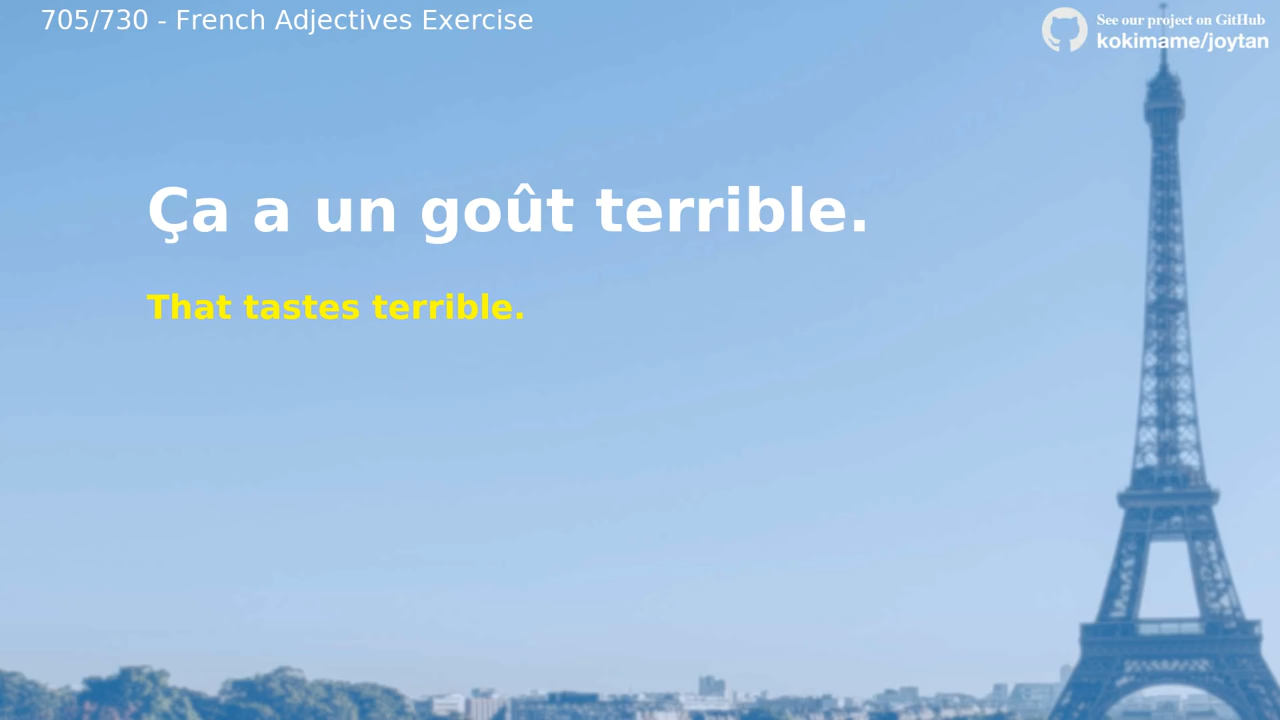 705/730 - French Adjectives Exercise
See our project on GitHub
kokimame/joytan
Ça a un goût terrible.
That tastes terrible.